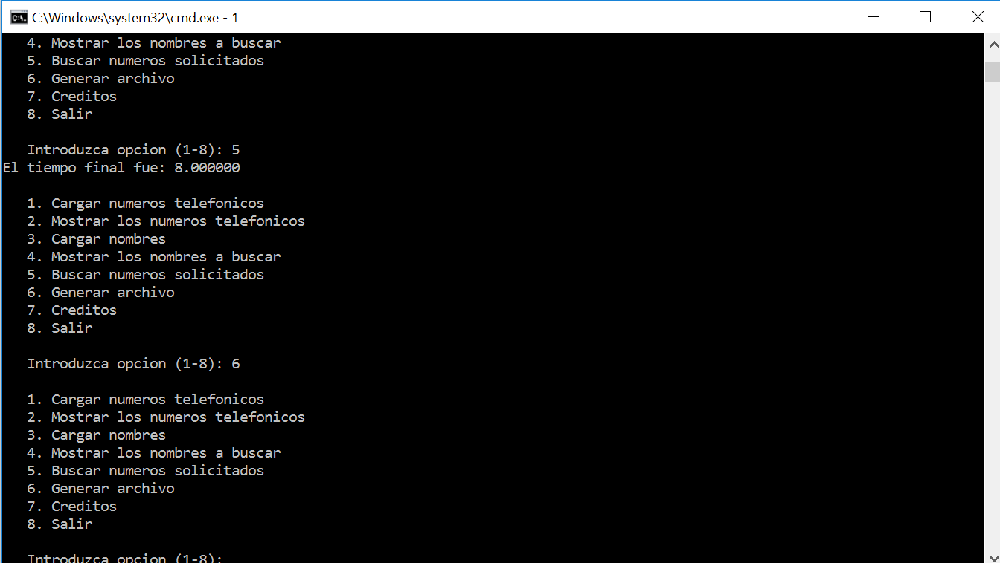 C:\Windows\system32\cmd.exe - 1
4. Mostrar los nombres a buscar
5. Buscar numeros solicitados
6. Generar archivo
7. Creditos
8. Salir
Introduzca opcion (1-8): 5
El tiempo final fue: 8.000000
1. Cargar numeros telefonicos
2. Mostrar los numeros telefonicos
3. Cargar nombres
4. Mostrar los nombres a buscar
5. Buscar numeros solicitados
6. Generar archivo
7. Creditos
8. Salir
Introduzca opcion (1-8): 6
1. Cargar numeros telefonicos
2. Mostrar los numeros telefonicos
3. Cargar nombres
4. Mostrar los nombres a buscar
5. Buscar numeros solicitados
6. Generar archivo
7. Creditos
8. Salir
Introduzca opcion (1-8):